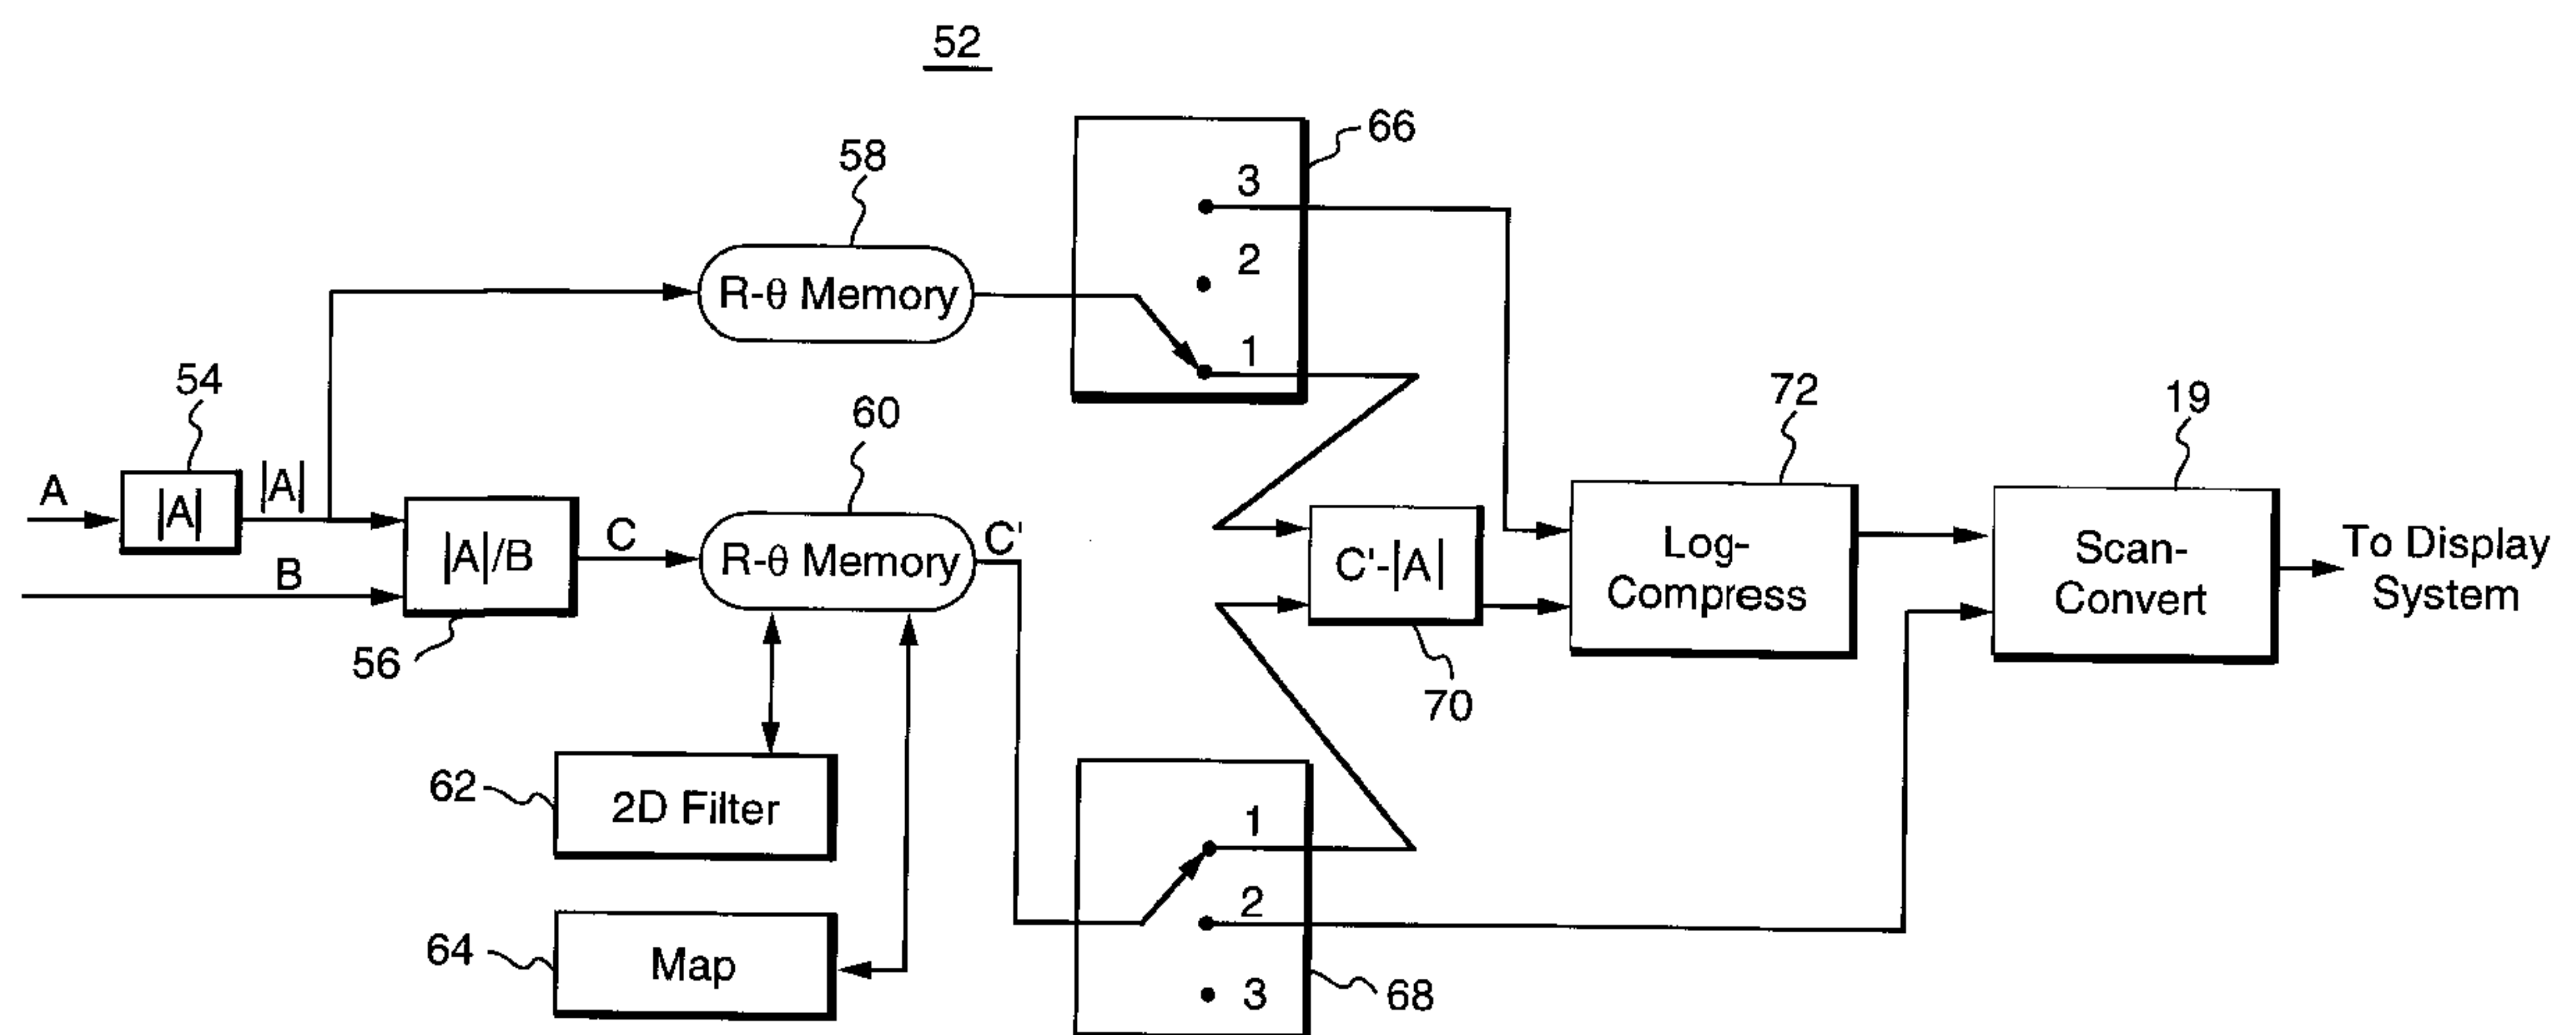 52
66
58
3
2
R-θ Memory
1
54
60
72
19
A
|A|
|A|
|A|/B
C
R-θ Memory
C'
C'-|A|
Log-
Compress
Scan-
Convert
To Display
System
B
56
70
62
2D Filter
1
2
64
Map
3
68